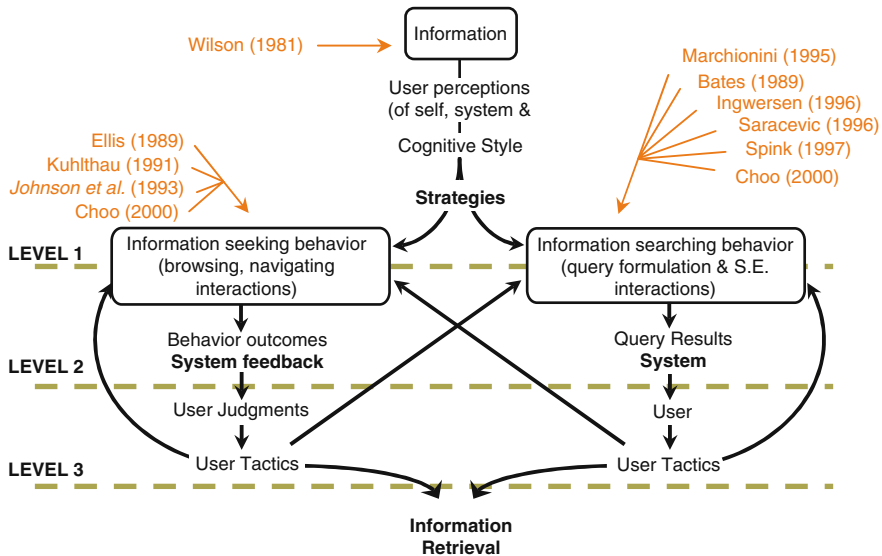 Wilson (1981)
Information
User perceptions
(of self, system &
Cognitive Style
Strategies
Marchionini (1995)
Bates (1989)
Ingwersen (1996)
Saracevic (1996)
Spink (1997)
Choo (2000)
Ellis (1989)
Kuhlthau (1991)
Johnson et al. (1993)
Choo (2000)
LEVEL 1
Information seeking behavior
(browsing, navigating
interactions)
Information searching behavior
(query formulation & S.E.
interactions)
Behavior outcomes
System feedback
Query Results
System
LEVEL 2
User Judgments
User
LEVEL 3
User Tactics
User Tactics
Information
Retrieval